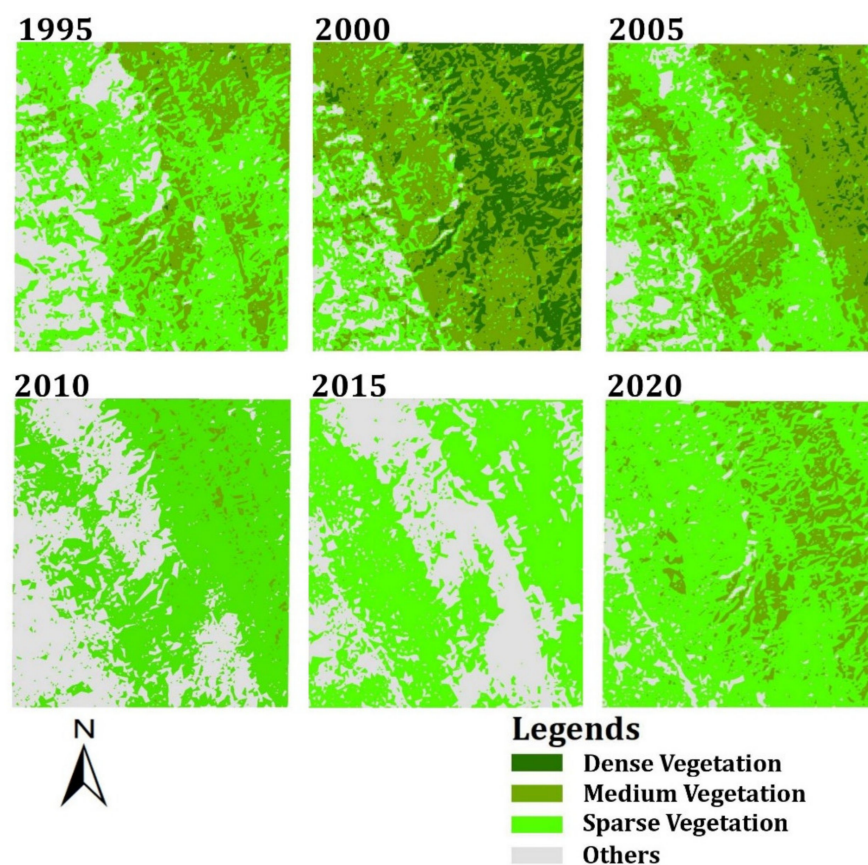 1995 2000 2005
2010 2015 2020
N
Legends
Dense Vegetation
Medium Vegetation
Sparse Vegetation
Others